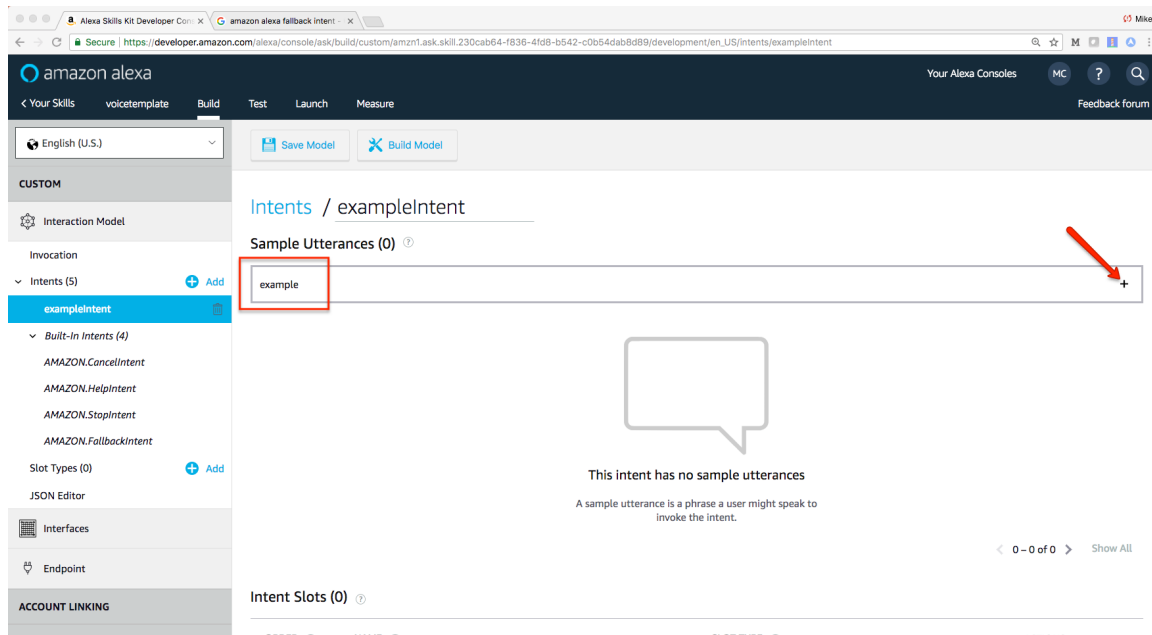 Alexa Skills Kit Developer Con
amazon alexa fallback intent -
Mike
Secure | https://developer.amazon.com/alexa/console/ask/build/custom/amzn1.ask.skill.230cab64-f836-4fd8-b542-c0b54dab8d89/development/en_US/intents/exampleIntent
amazon alexa
Your Alexa Consoles MC ?
< Your Skills voicetemplate Build Test Launch Measure
Feedback forum
English (U.S.)
Save Model
Build Model
CUSTOM
Interaction Model
Invocation
Intents (5) Add
exampleIntent
Built-In Intents (4)
AMAZON.CancelIntent
AMAZON.HelpIntent
AMAZON.StopIntent
AMAZON.FallbackIntent
Slot Types (0) Add
JSON Editor
Interfaces
Endpoint
ACCOUNT LINKING
Intents / exampleIntent
Sample Utterances (0) ?
example +
This intent has no sample utterances
A sample utterance is a phrase a user might speak to
invoke the intent.
< 0 – 0 of 0 > Show All
Intent Slots (0) ?